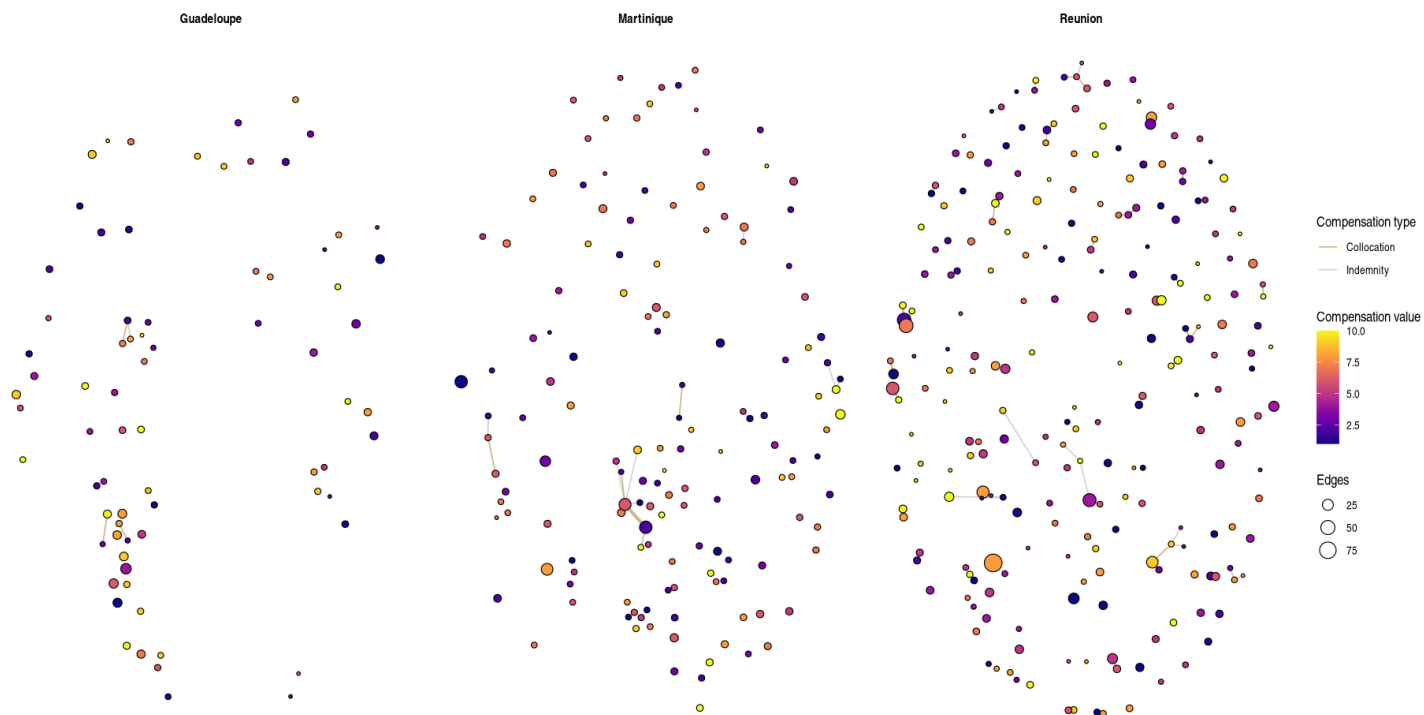 Guadeloupe
Martinique
Reunion
Compensation type
Collocation
Indemnity
Compensation value
10.0
7.5
5.0
2.5
Edges
25
50
75